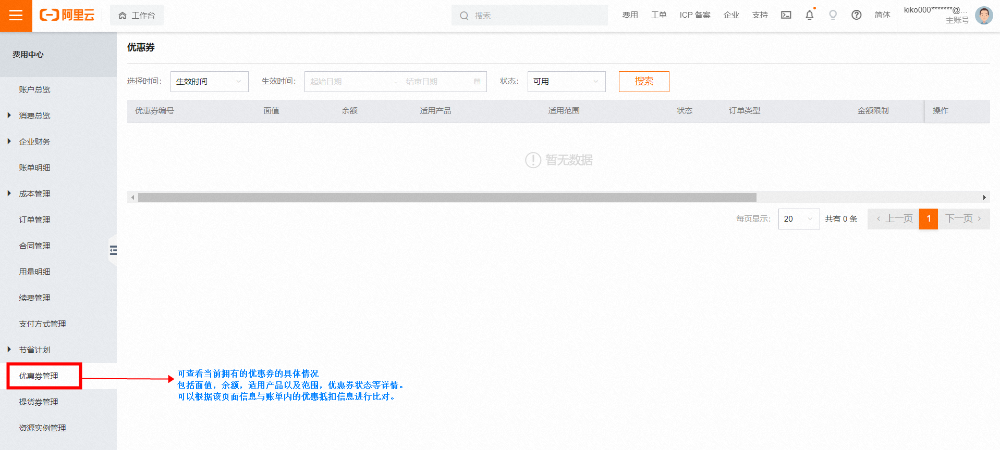 阿里云
工作台
搜索...
费用
工单
ICP 备案
企业
支持
简体
kiko000*******@...
主账号
费用中心
账户总览
消费总览
企业财务
账单明细
成本管理
订单管理
合同管理
用量明细
续费管理
支付方式管理
节省计划
优惠券管理
提货券管理
资源实例管理
优惠券
选择时间： 生效时间 生效时间： 起始日期 - 结束日期 状态： 可用 搜索
优惠券编号 面值 余额 适用产品 适用范围 状态 订单类型 金额限制 操作
暂无数据
每页显示： 20 共有 0 条 上一页 1 下一页
可查看当前拥有的优惠券的具体情况
包括面值，余额，适用产品以及范围，优惠券状态等详情。
可以根据该页面信息与账单内的优惠抵扣信息进行比对。